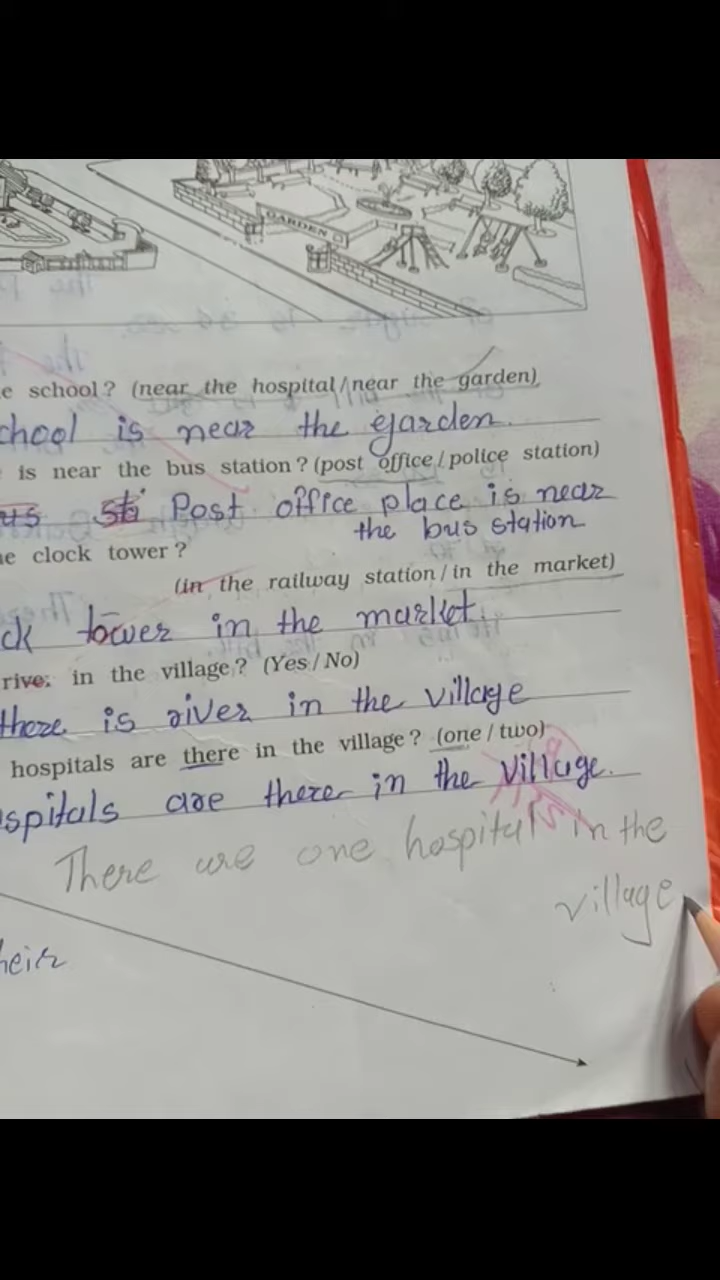 GARDEN
e school? (near the hospital/near the garden)
chool is near the garden.
is near the bus station? (post office/police station)
us sti Post office place is near
the bus station
e clock tower?
(in the railway station/in the market)
ck tower in the market.
rive: in the village? (Yes/No)
there is river in the village
hospitals are there in the village? (one/two)
spitals are there in the village.
There are one hospital in the
village
heir